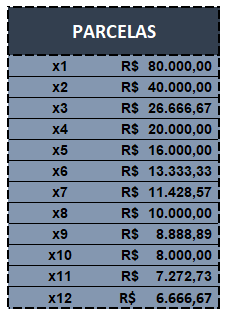 PARCELAS
x1 R$ 80.000,00
x2 R$ 40.000,00
x3 R$ 26.666,67
x4 R$ 20.000,00
x5 R$ 16.000,00
x6 R$ 13.333,33
x7 R$ 11.428,57
x8 R$ 10.000,00
x9 R$ 8.888,89
x10 R$ 8.000,00
x11 R$ 7.272,73
x12 R$ 6.666,67